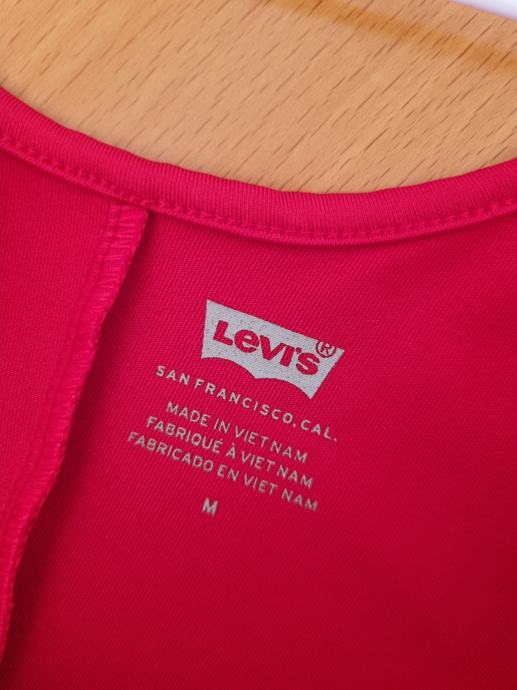 Levi's®
SAN FRANCISCO, CAL.
MADE IN VIET NAM
FABRIQUÉ À VIET NAM
FABRICADO EN VIET NAM
M